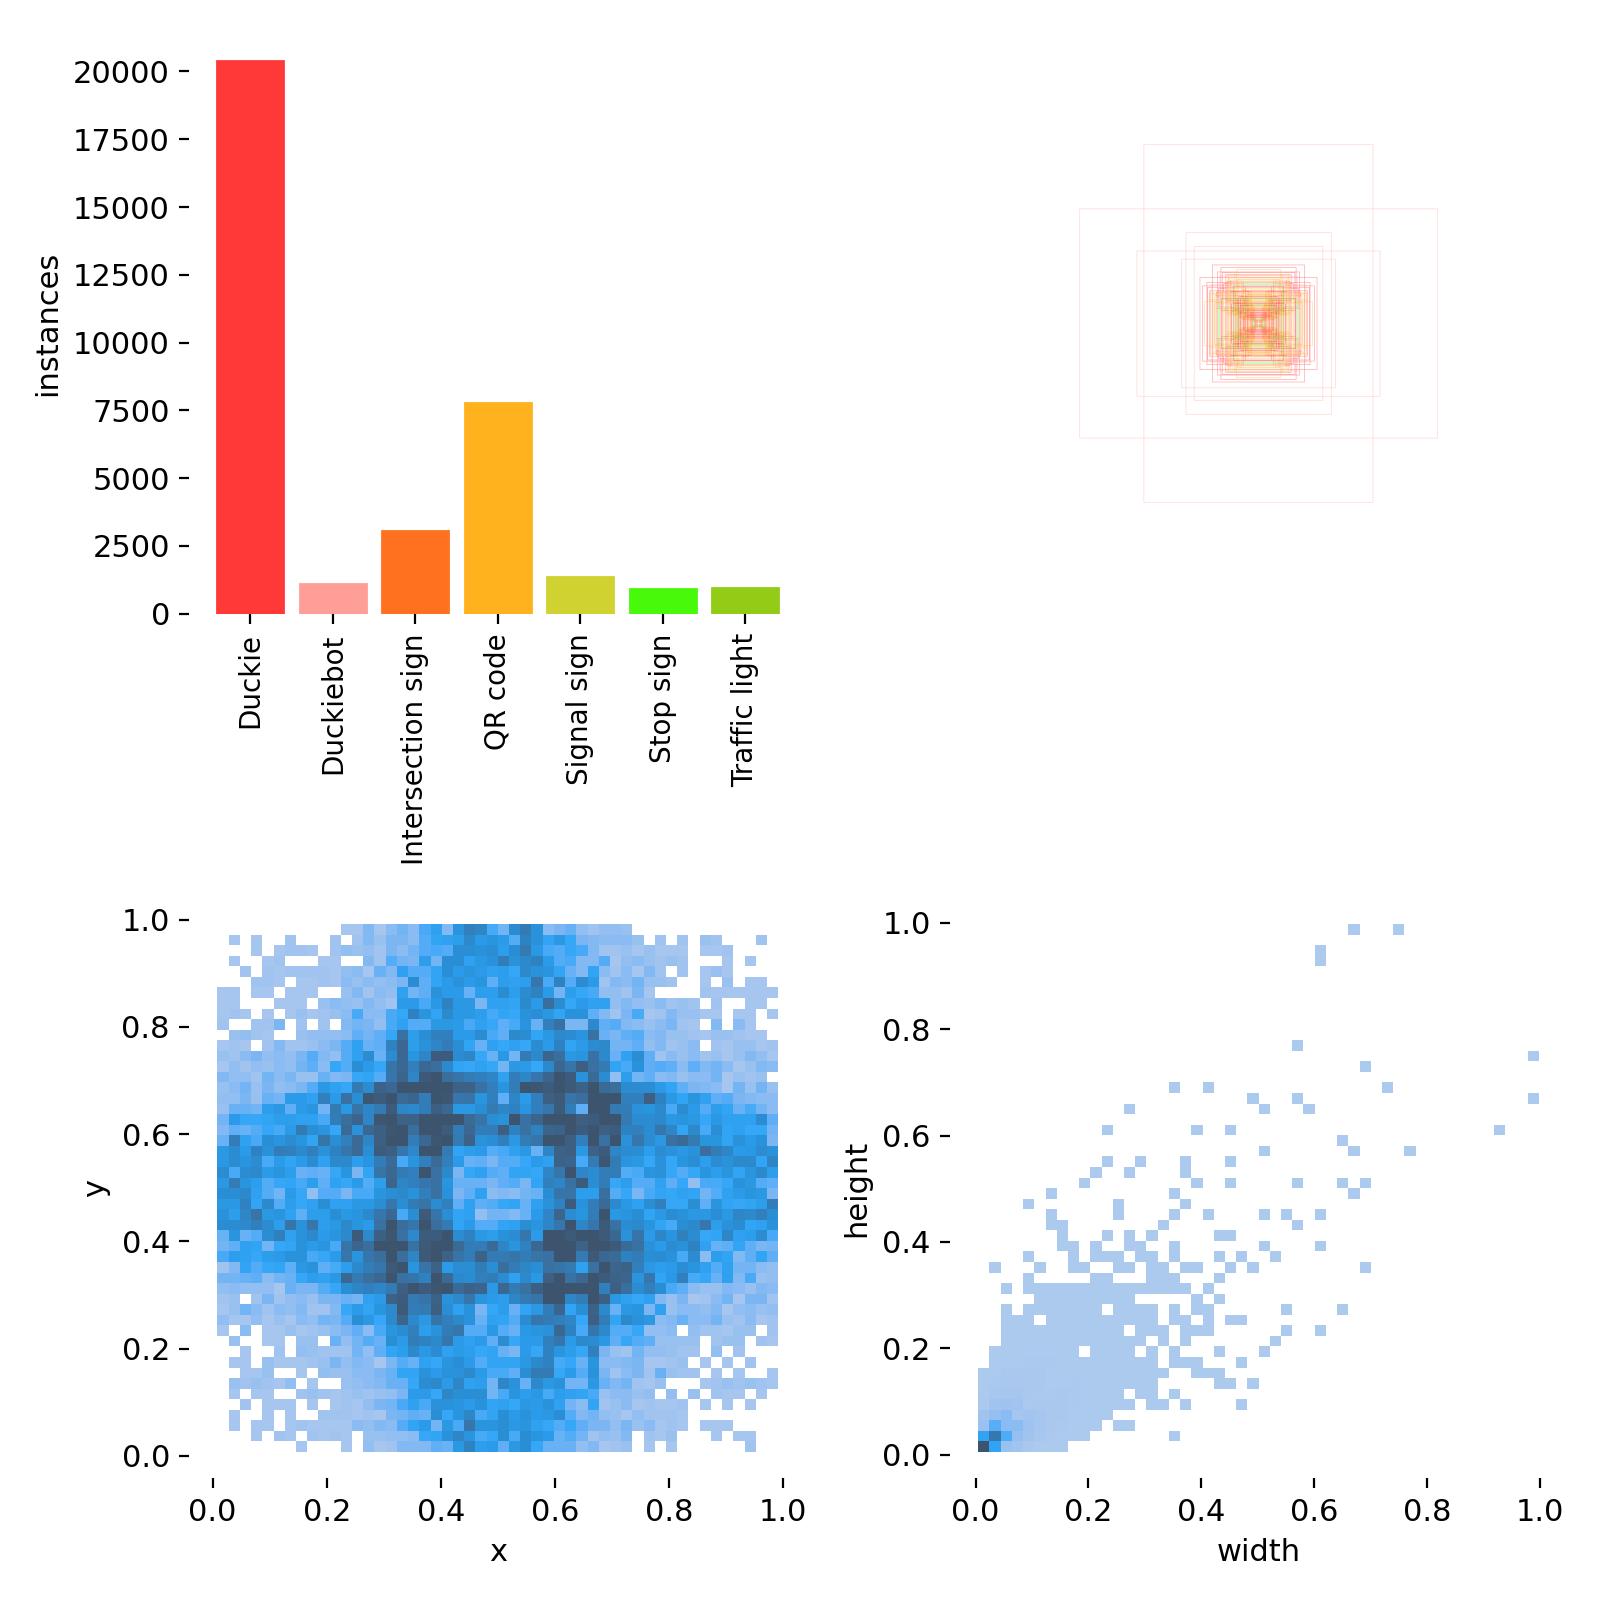 20000
17500
15000
12500
10000
7500
5000
2500
0
instances
Duckie
Duckiebot
Intersection sign
QR code
Signal sign
Stop sign
Traffic light
1.0
0.8
0.6
0.4
0.2
0.0
y
0.0 0.2 0.4 0.6 0.8 1.0
x
1.0
0.8
0.6
0.4
0.2
0.0
height
0.0 0.2 0.4 0.6 0.8 1.0
width